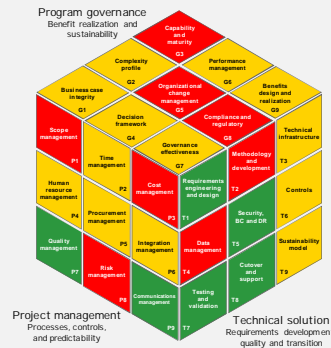 Program governance
Benefit realization and
sustainability
Capability
and
maturity
G3
Complexity
profile
G2
Performance
management
G6
Business case
integrity
G1
Organizational
change
management
G5
Benefits
design and
realization
G9
Decision
framework
G4
Compliance and
regulatory
G8
Governance
effectiveness
G7
Scope
management
P1
Time
management
P2
Cost
management
P3
Human
resource
management
P4
Procurement
management
P5
Integration
management
P6
Quality
management
P7
Risk
management
P8
Communications
management
P9
Requirements
engineering
and design
T1
Methodology
and
development
T2
Technical
infrastructure
T3
Data
management
T4
Security,
BC and DR
T5
Controls
T6
Testing
and
validation
T7
Cutover
and
support
T8
Sustainability
model
T9
Project management
Processes, controls,
and predictability
Technical solution
Requirements developmen
quality and transition